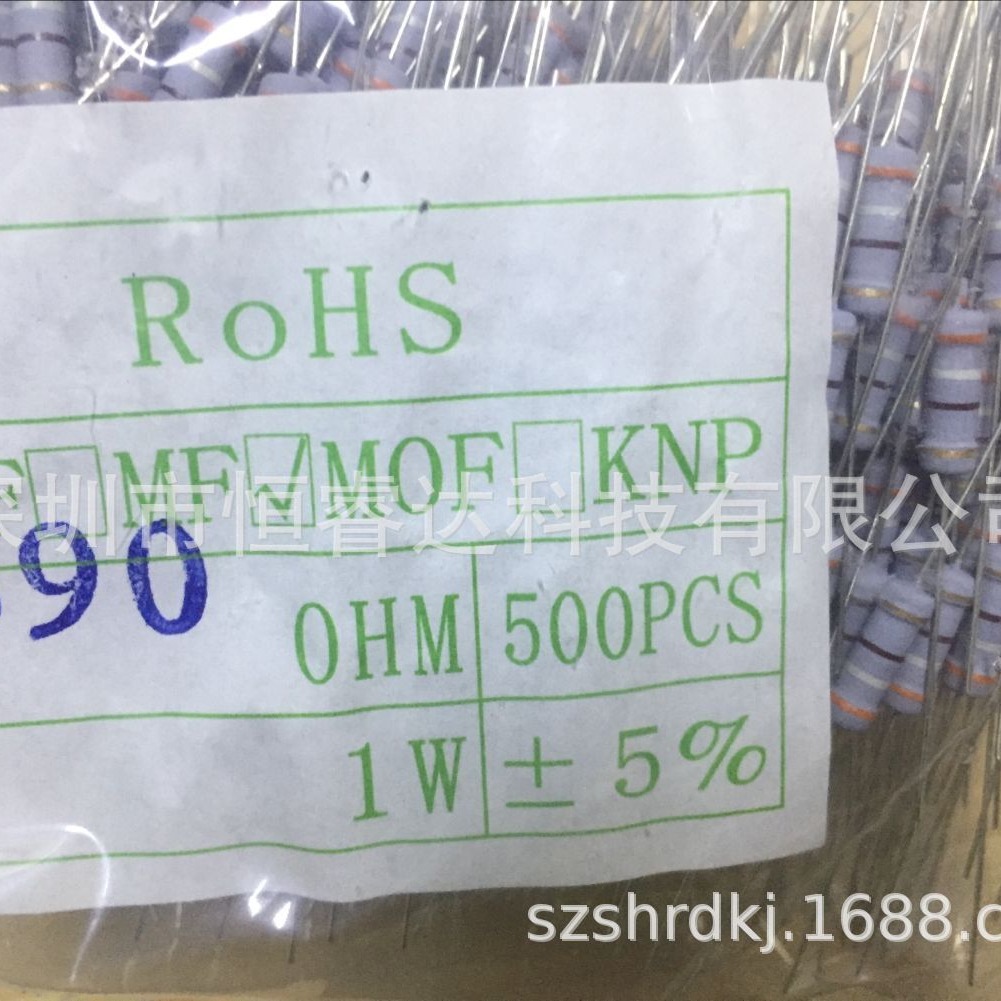 RoHS
F□MF☑MOF□KNP
深圳市恒睿达科技有限公司
90 OHM 500PCS
1W ±5%
szshrdkj.1688.c